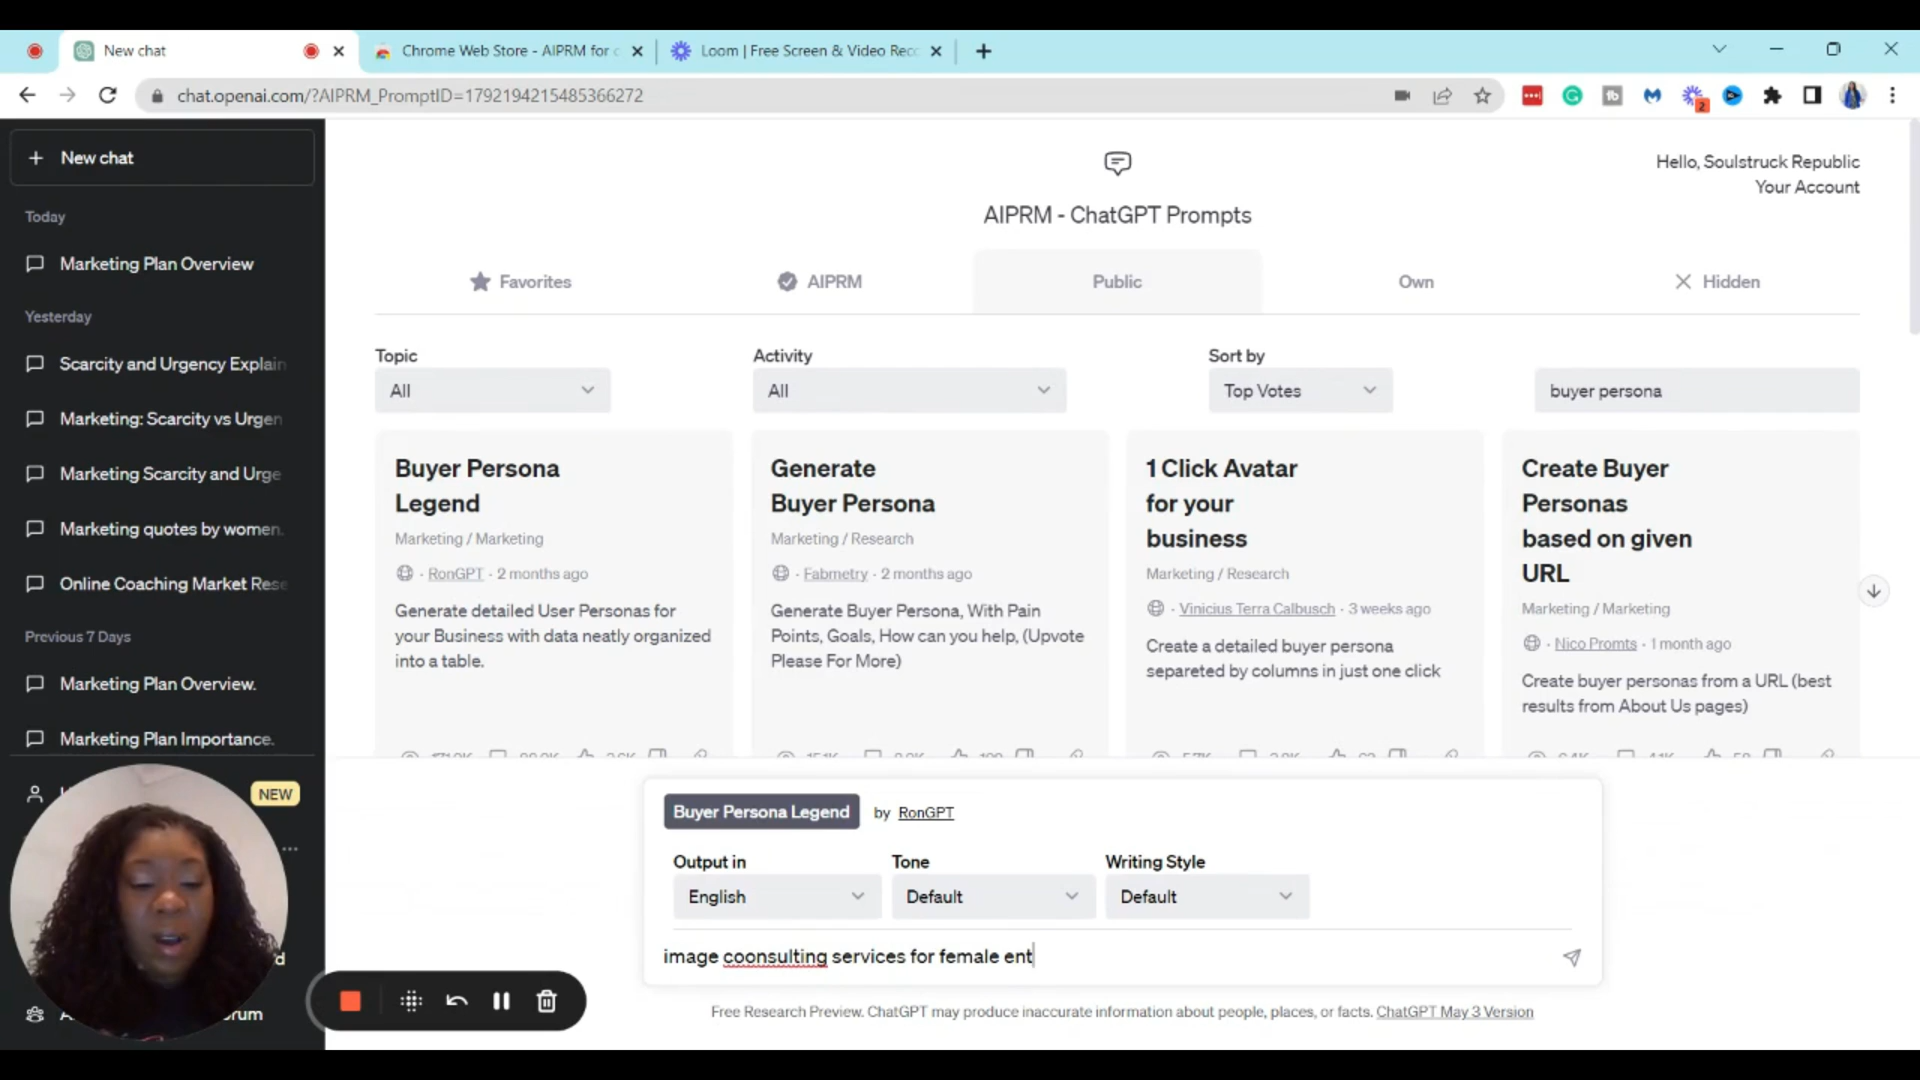 New chat
Chrome Web Store - AIPRM for c
Loom | Free Screen & Video Rec
chat.openai.com/?AIPRM_PromptID=1792194215485366272
2
New chat
Today
Marketing Plan Overview
Yesterday
Scarcity and Urgency Explain
Marketing: Scarcity vs Urgen
Marketing Scarcity and Urge
Marketing quotes by women.
Online Coaching Market Rese
Previous 7 Days
Marketing Plan Overview.
Marketing Plan Importance.
NEW
Hello, Soulstruck Republic
Your Account
AIPRM - ChatGPT Prompts
Favorites
AIPRM
Public
Own
Hidden
Topic
All
Activity
All
Sort by
Top Votes
buyer persona
Buyer Persona
Legend
Marketing / Marketing
· RonGPT · 2 months ago
Generate detailed User Personas for
your Business with data neatly organized
into a table.
Generate
Buyer Persona
Marketing / Research
· Fabmetry · 2 months ago
Generate Buyer Persona, With Pain
Points, Goals, How can you help, (Upvote
Please For More)
1 Click Avatar
for your
business
Marketing / Research
· Vinicius Terra Calbusch · 3 weeks ago
Create a detailed buyer persona
separeted by columns in just one click
Create Buyer
Personas
based on given
URL
Marketing / Marketing
· Nico Promts · 1 month ago
Create buyer personas from a URL (best
results from About Us pages)
Buyer Persona Legend by RonGPT
Output in
English
Tone
Default
Writing Style
Default
image coonsulting services for female ent
Free Research Preview. ChatGPT may produce inaccurate information about people, places, or facts. ChatGPT May 3 Version